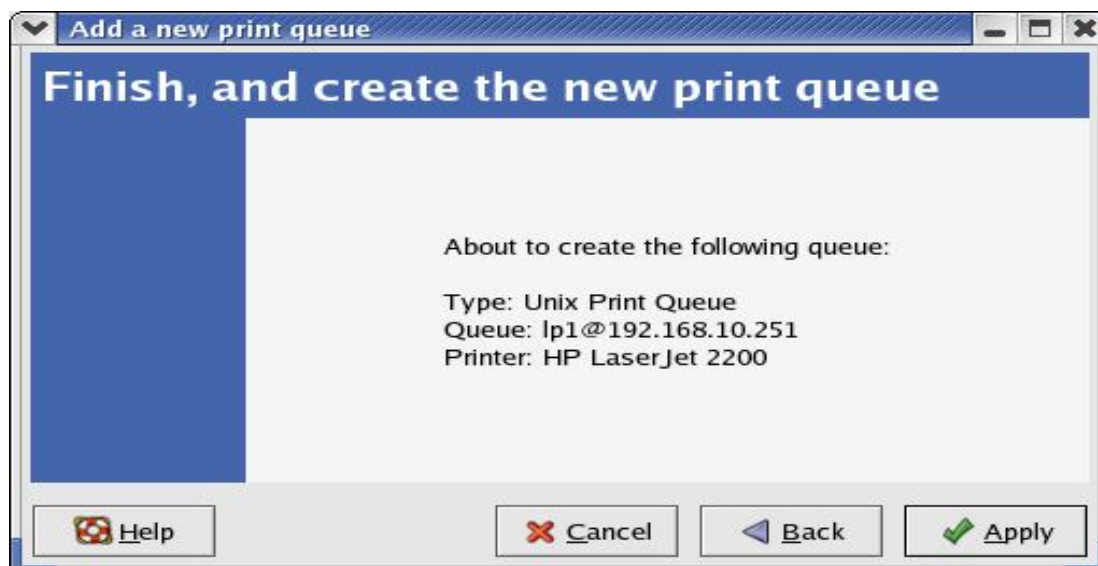 Add a new print queue
Finish, and create the new print queue
About to create the following queue:
Type: Unix Print Queue
Queue: lp1@192.168.10.251
Printer: HP LaserJet 2200
Help
Cancel
Back
Apply